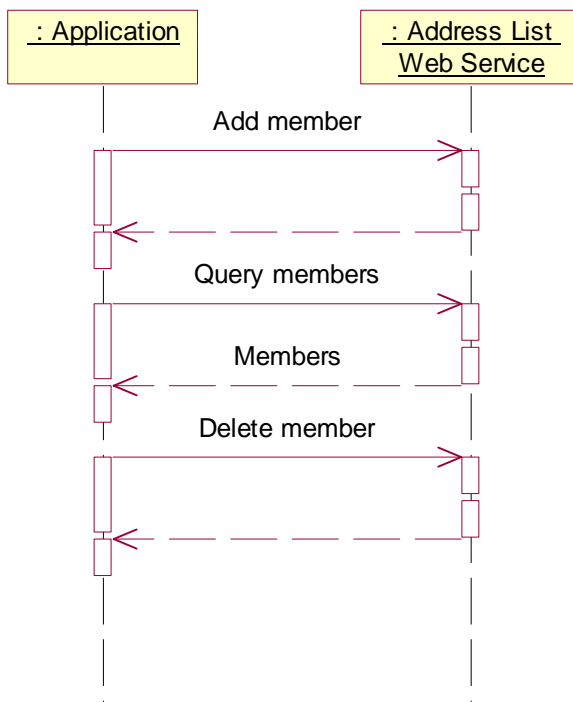 : Application
: Address List
Web Service
Add member
Query members
Members
Delete member